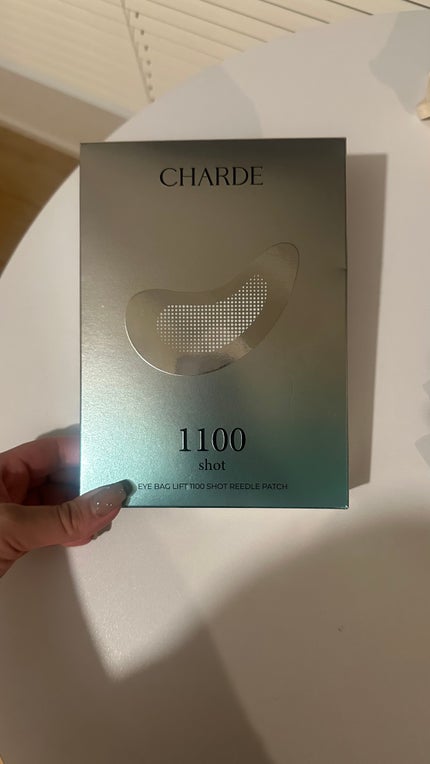 CHARDE
1100
shot
EYE BAG LIFT 1100 SHOT REEDLE PATCH